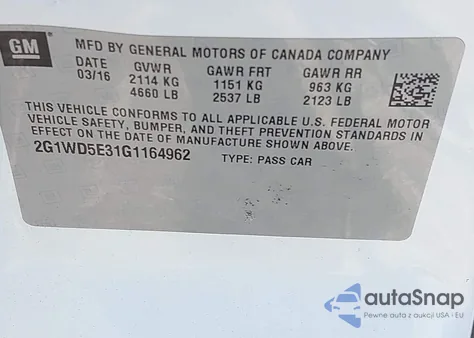 GM
MFD BY GENERAL MOTORS OF CANADA COMPANY
DATE GVWR GAWR FRT GAWR RR
03/16 2114 KG 1151 KG 963 KG
4660 LB 2537 LB 2123 LB
THIS VEHICLE CONFORMS TO ALL APPLICABLE U.S. FEDERAL MOTOR
VEHICLE SAFETY, BUMPER, AND THEFT PREVENTION STANDARDS IN
EFFECT ON THE DATE OF MANUFACTURE SHOWN ABOVE.
2G1WD5E31G1164962 TYPE: PASS CAR
autoSnap
Pewne auta z aukcji USA i EU